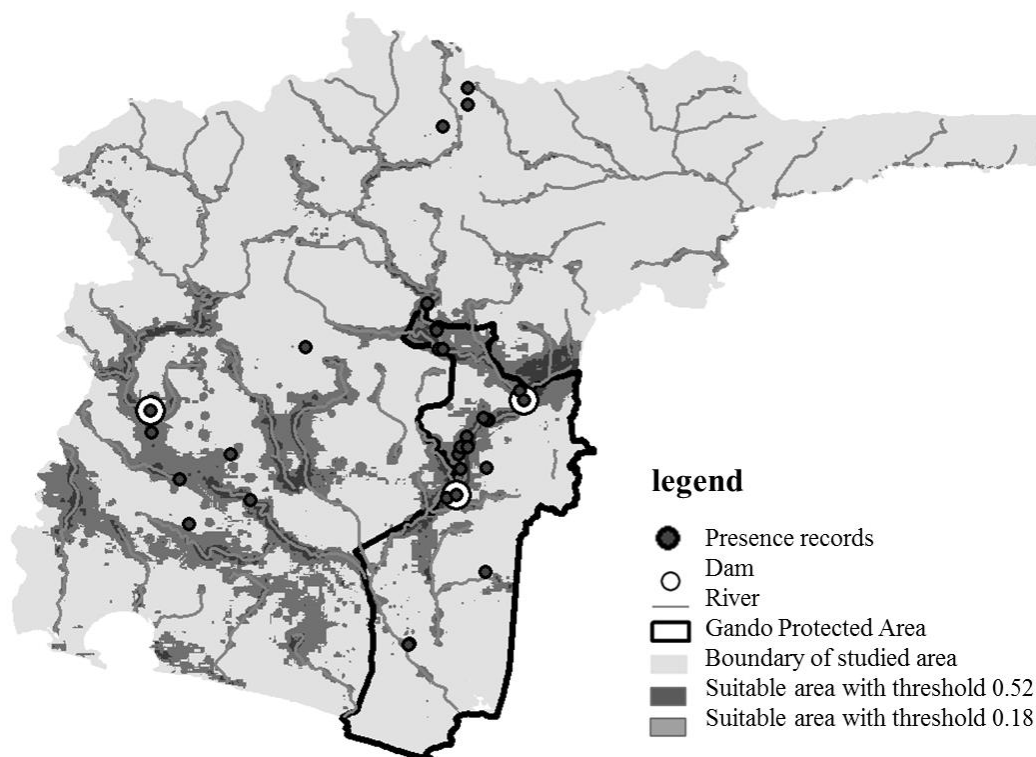 legend
Presence records
Dam
River
Gando Protected Area
Boundary of studied area
Suitable area with threshold 0.52
Suitable area with threshold 0.18